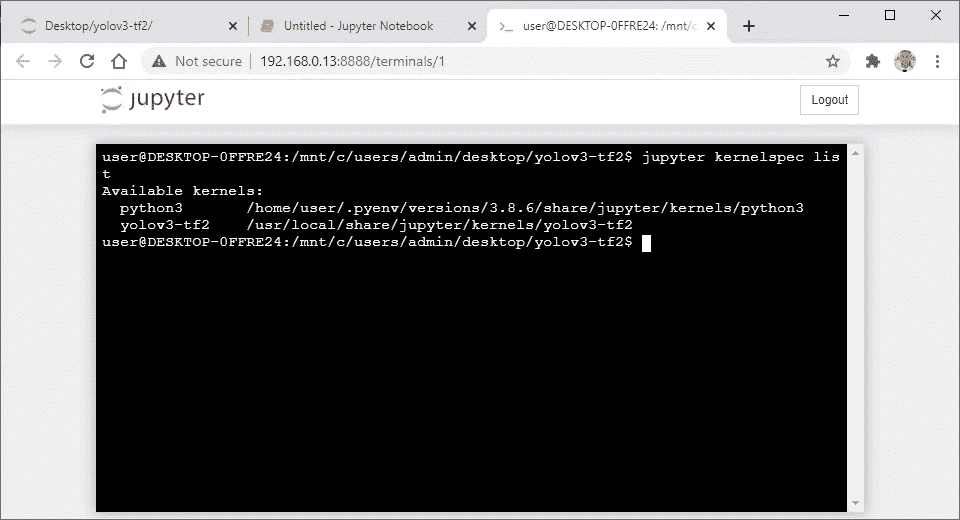 Desktop/yolov3-tf2/
Untitled - Jupyter Notebook
user@DESKTOP-0FFRE24: /mnt/c
Not secure
192.168.0.13:8888/terminals/1
jupyter
Logout
user@DESKTOP-0FFRE24:/mnt/c/users/admin/desktop/yolov3-tf2$ jupyter kernelspec lis
t
Available kernels:
python3 /home/user/.pyenv/versions/3.8.6/share/jupyter/kernels/python3
yolov3-tf2 /usr/local/share/jupyter/kernels/yolov3-tf2
user@DESKTOP-0FFRE24:/mnt/c/users/admin/desktop/yolov3-tf2$